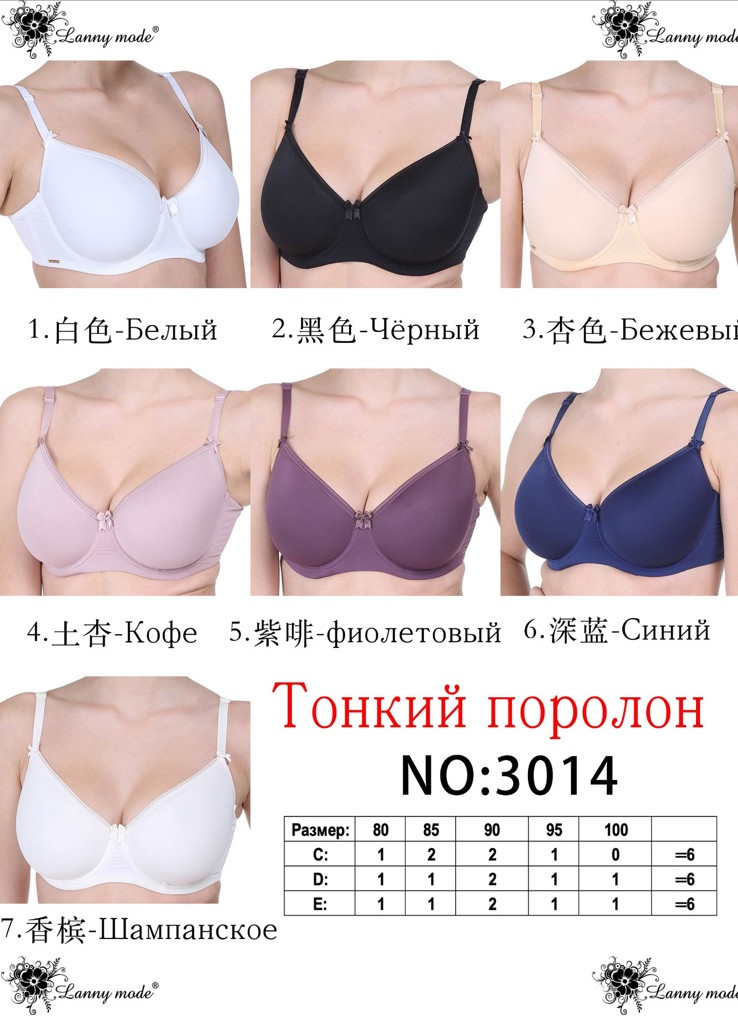 Lanny mode®
Lanny mode
1.白色-Белый
2.黑色-Чёрный
3.杏色-Бежевы
4.土杏-Кофе
5.紫啡-фиолетовый
6.深蓝-Синий
Тонкий поролон
NO:3014
Размер: 80 85 90 95 100
C: 1 2 2 1 0 =6
D: 1 1 2 1 1 =6
E: 1 1 2 1 1 =6
7.香槟-Шампанское
Lanny mode®
Lanny mode